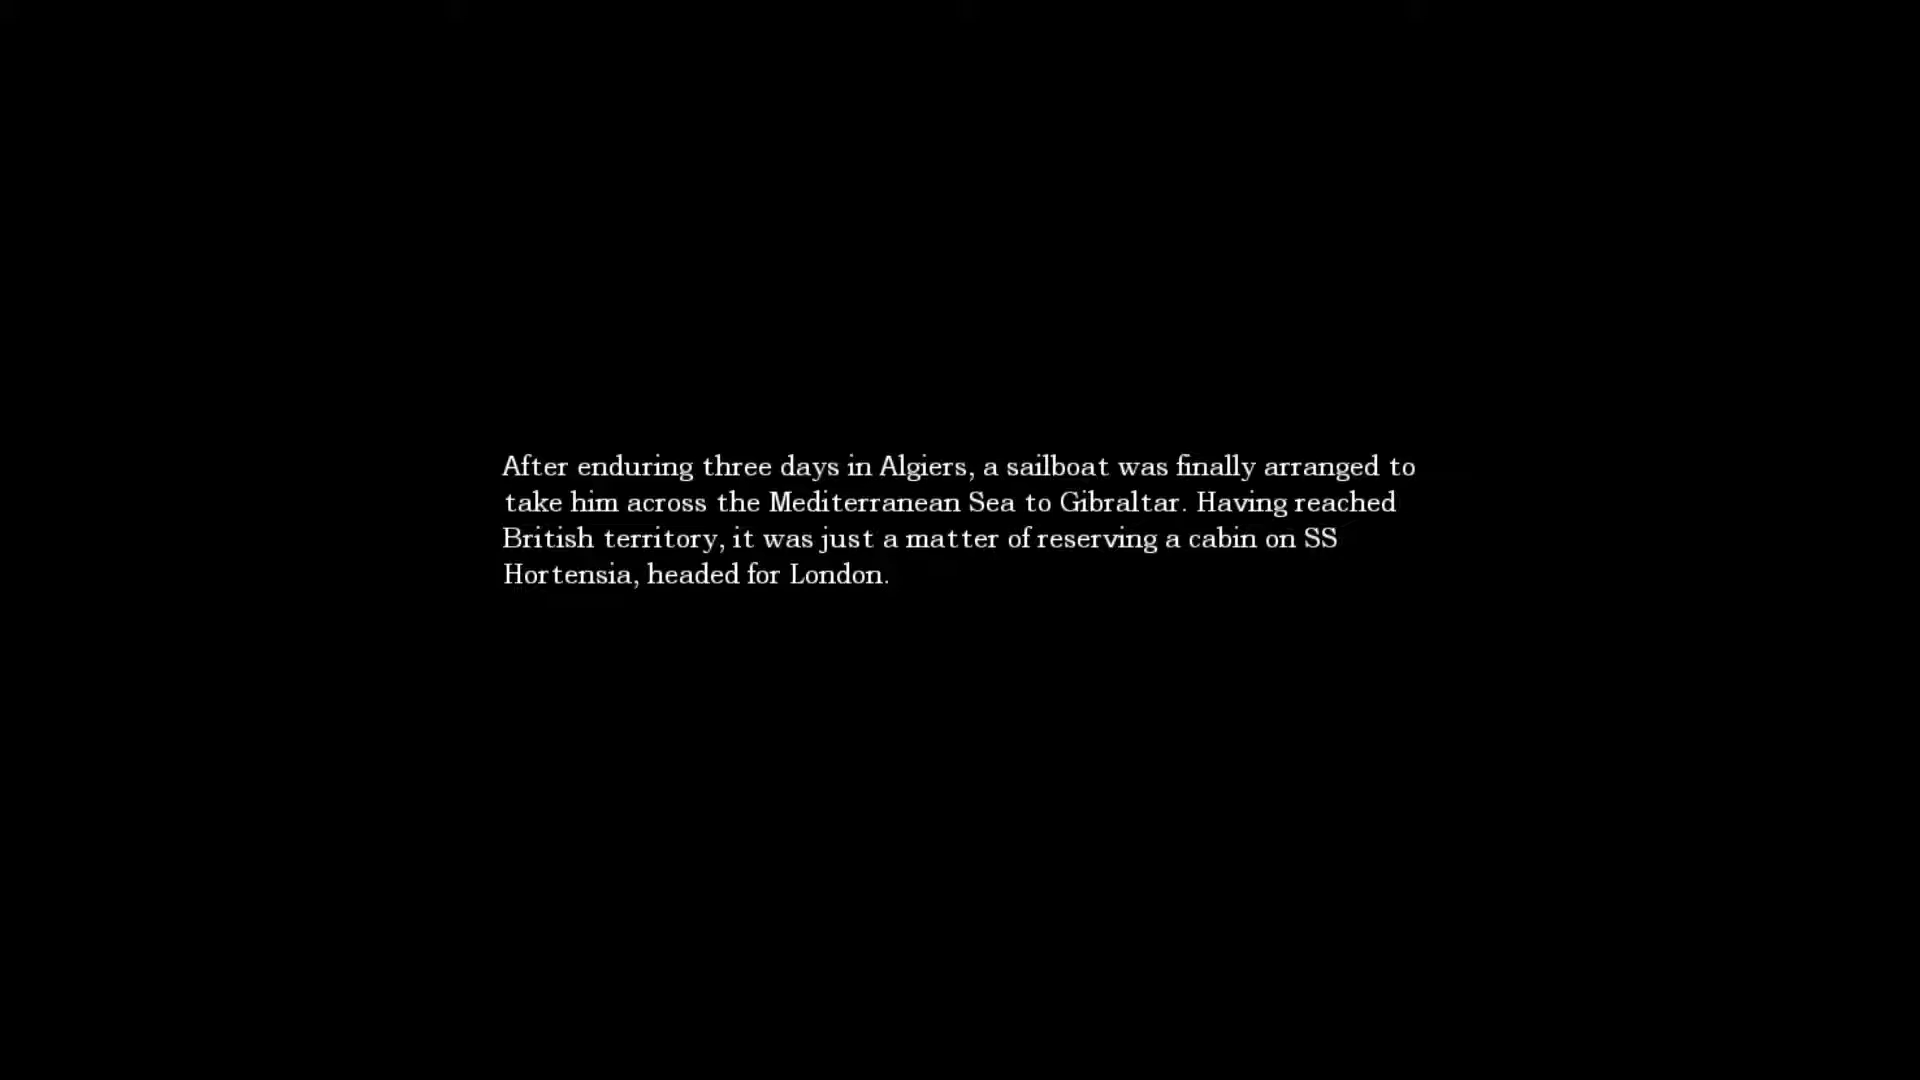 After enduring three days in Algiers, a sailboat was finally arranged to
take him across the Mediterranean Sea to Gibraltar. Having reached
British territory, it was just a matter of reserving a cabin on SS
Hortensia, headed for London.